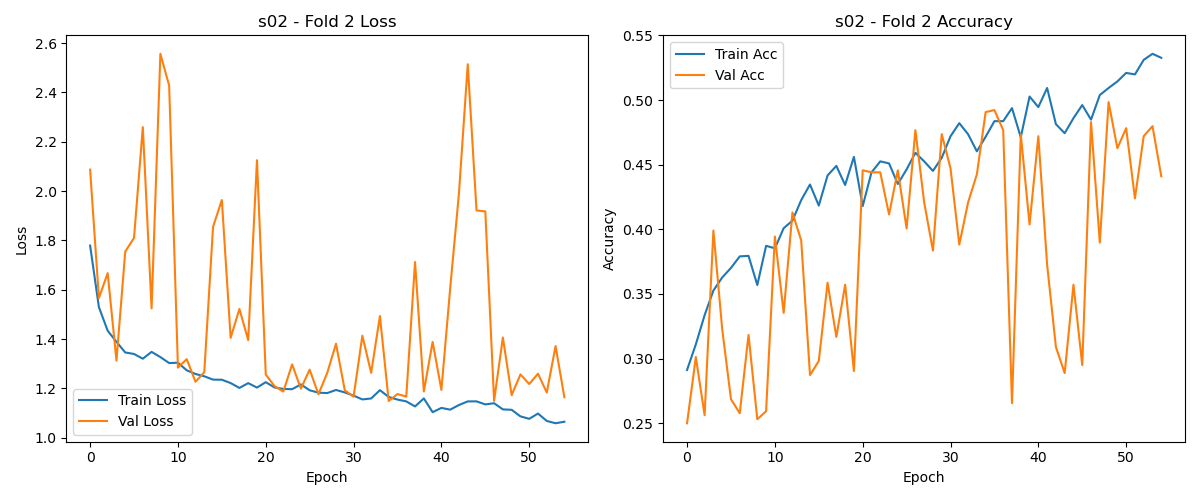 s02 - Fold 2 Loss
2.6
2.4
2.2
2.0
1.8
1.6
1.4
1.2
1.0
Loss
Train Loss
Val Loss
0 10 20 30 40 50
Epoch
s02 - Fold 2 Accuracy
0.55
0.50
0.45
0.40
0.35
0.30
0.25
Accuracy
Train Acc
Val Acc
0 10 20 30 40 50
Epoch